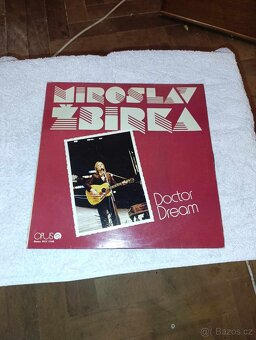 MIROSLAV
ŽBIRKA
Doctor
Dream
OPUS
Bazos.cz